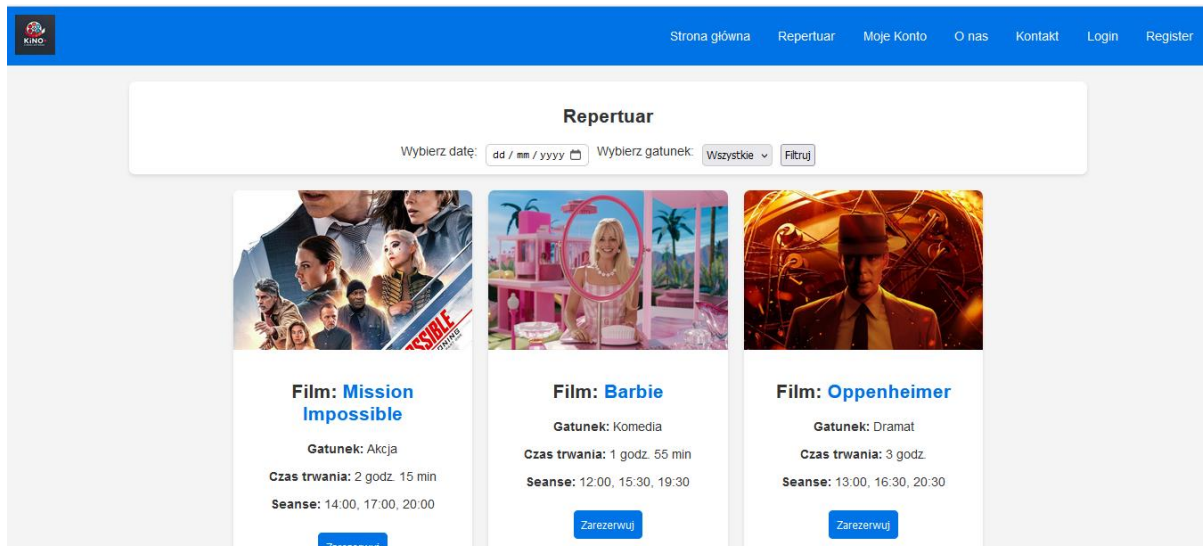 KiNO
Strona główna Repertuar Moje Konto O nas Kontakt Login Register
Repertuar
Wybierz datę: dd / mm / yyyy Wybierz gatunek: Wszystkie Filtruj
SSIBLE
Film: Mission
Impossible
Gatunek: Akcja
Czas trwania: 2 godz. 15 min
Seanse: 14:00, 17:00, 20:00
Zarezerwuj
Film: Barbie
Gatunek: Komedia
Czas trwania: 1 godz. 55 min
Seanse: 12:00, 15:30, 19:30
Zarezerwuj
Film: Oppenheimer
Gatunek: Dramat
Czas trwania: 3 godz.
Seanse: 13:00, 16:30, 20:30
Zarezerwuj